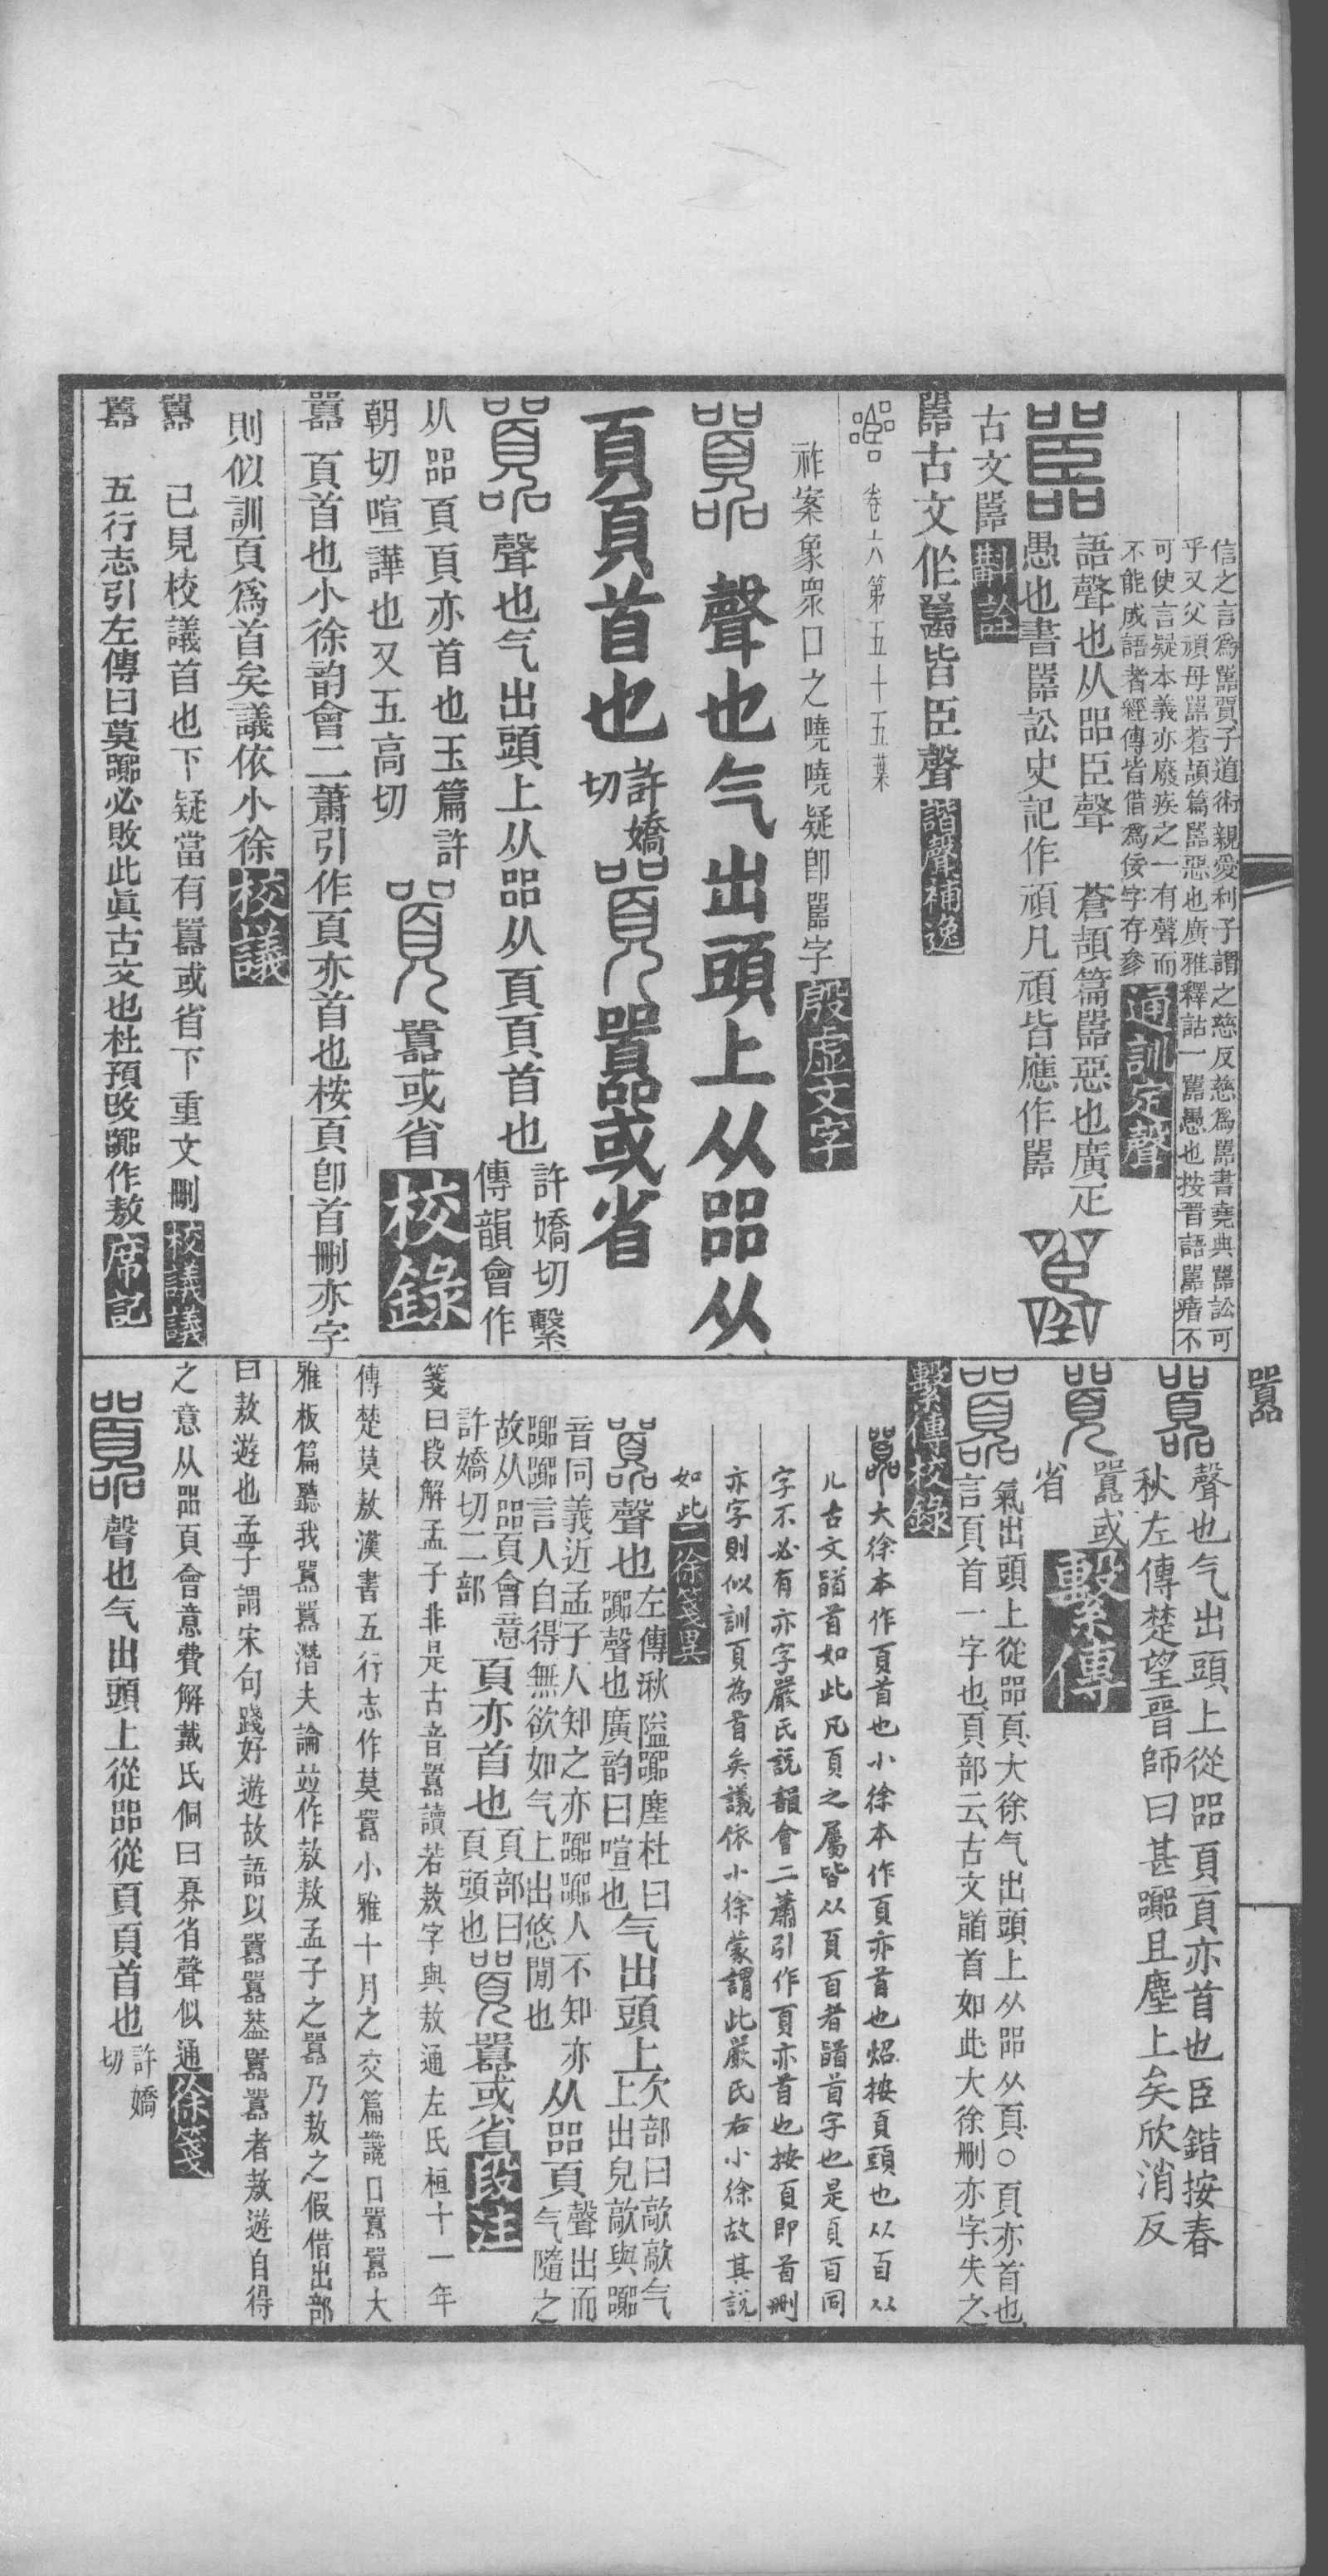 信之言爲嚚賈子道術親愛利子謂之慈反慈爲嚚書堯典嚚訟可
乎又父頑母嚚蒼頡篇嚚惡也廣雅釋詁一嚚愚也按晉語嚚瘖不
可使言疑本義亦廢疾之一有聲而
不能成語者經傳皆借爲佞字存參
通訓定聲
語聲也从㗊臣聲　蒼頡篇嚚惡也廣疋
愚也書嚚訟史記作頑凡頑皆應作嚚
古文嚚
斠詮
嚚古文作𠾂皆臣聲
諧聲補逸
卷六第五十五葉
祚案象衆口之嘵嘵疑卽嚚字
殷虛文字
囂
聲也气出頭上从㗊从
頁頁首也
許嬌切
𡂈
囂或省
囂
聲也气出頭上从㗊从頁頁首也
許嬌切繫
傳韻會作
从㗊頁頁亦首也玉篇許
朝切喧譁也又五高切
囂或省
校錄
囂　頁首也小徐韵會二蕭引作頁亦首也桉頁卽首刪亦字
則似訓頁爲首矣議依小徐
校議
囂　已見校議首也下疑當有囂或省下重文刪
校議議
囂　五行志引左傳曰莫囂必敗此眞古文也杜預改囂作敖
席記
囂
聲也气出頭上從㗊頁頁亦首也臣鍇按春
秋左傳楚望晉師曰甚囂且塵上矣欣消反
囂或
省
繫傳
囂
氣出頭上從㗊頁大徐气出頭上从㗊从頁○頁亦首也
言頁首一字也頁部云古文𩠐首如此大徐刪亦字失之
繫傳校錄
囂　大徐本作頁首也小徐本作頁亦首也炤按頁頭也从𦣻从
儿古文𩠐首如此凡頁之屬皆从頁𦣻者𩠐首字也是頁𦣻同
字不必有亦字嚴氏說韻會二蕭引作頁亦首也按頁即首刪
亦字則似訓頁為首矣議依小徐蒙謂此嚴氏右小徐故其說
如此
二徐箋異
囂
聲也
左傳湫隘囂塵杜曰
囂聲也廣韵曰喧也
气出頭上
欠部曰歊歊气
上出皃歊與囂
音同義近孟子人知之亦囂囂人不知亦
囂囂言人自得無欲如气上出悠閒也
从㗊頁
聲出而
气隨之
故从㗊頁會意
許嬌切二部
頁亦首也
頁部曰
頁頭也
囂或省
段注
箋曰段解孟子非是古音囂讀若敖字與敖通左氏桓十一年
傳楚莫敖漢書五行志作莫囂小雅十月之交篇讒口囂囂大
雅板篇聽我囂囂潛夫論竝作敖敖孟子之囂乃敖之假借出部
曰敖遊也孟子謂宋句踐好遊故語以囂囂葢囂囂者敖遊自得
之意从㗊頁會意費解戴氏侗曰昦省聲似通
徐箋
囂
聲也气出頭上從㗊從頁頁首也
許嬌
切
囂